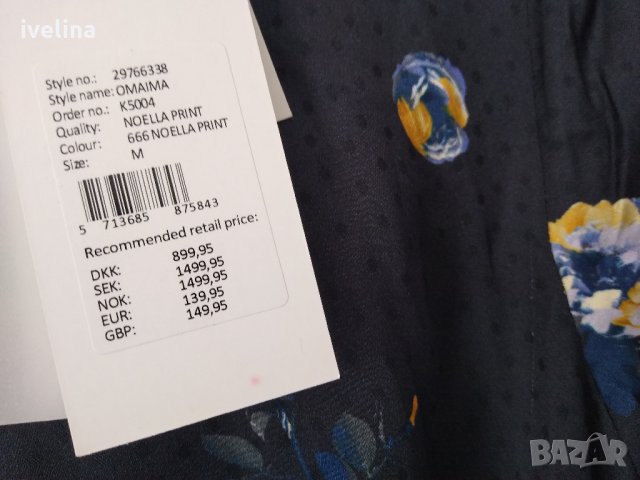 ivelina
Style no.: 29766338
Style name: OMAIMA
Order no.: K5004
Quality: NOELLA PRINT
Colour: 666 NOELLA PRINT
Size: M
5 713685 875843
Recommended retail price:
DKK: 899,95
SEK: 1499,95
NOK: 1499,95
EUR: 139,95
GBP: 149,95
BAZAR